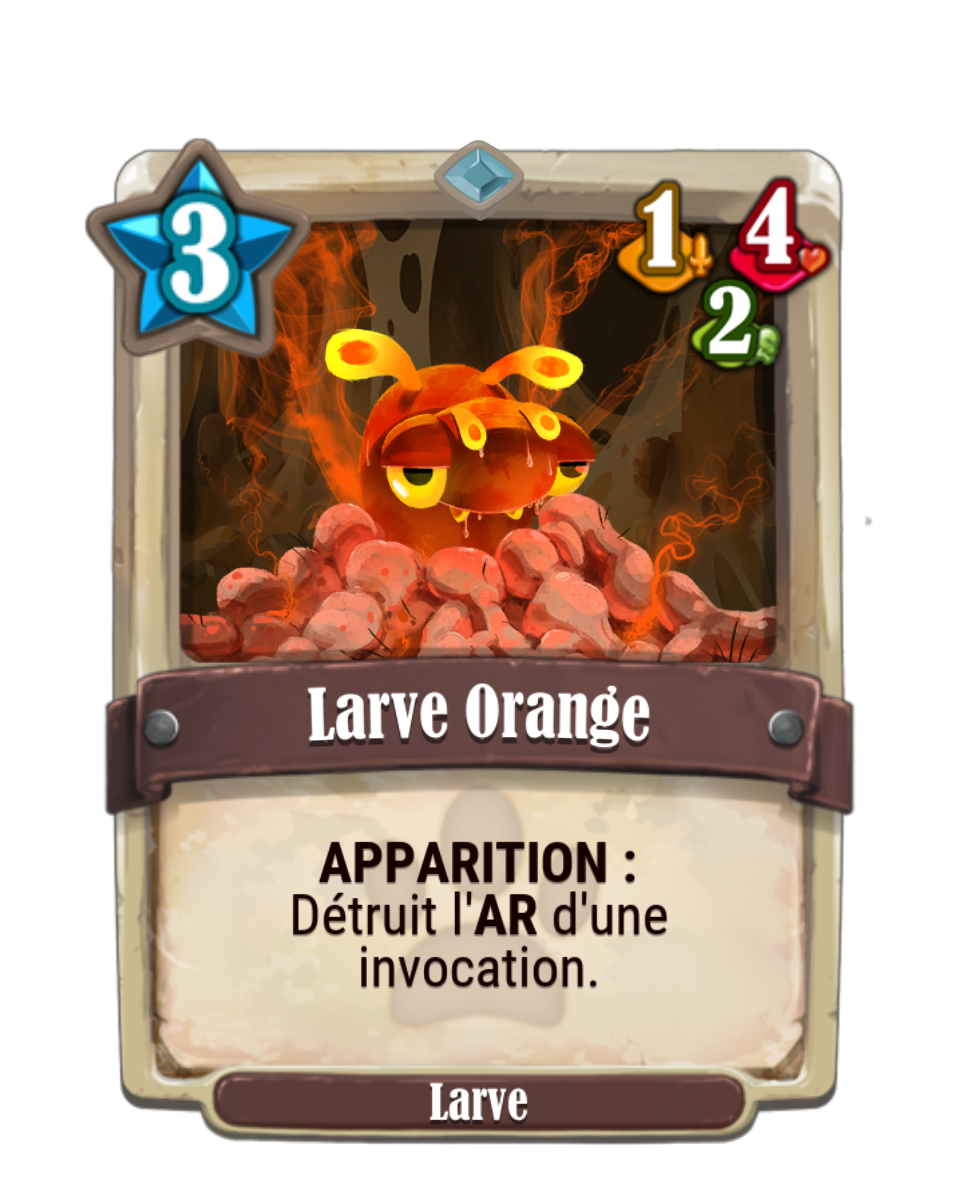 3
1
4
2
Larve Orange
APPARITION :
Détruit l'AR d'une
invocation.
Larve